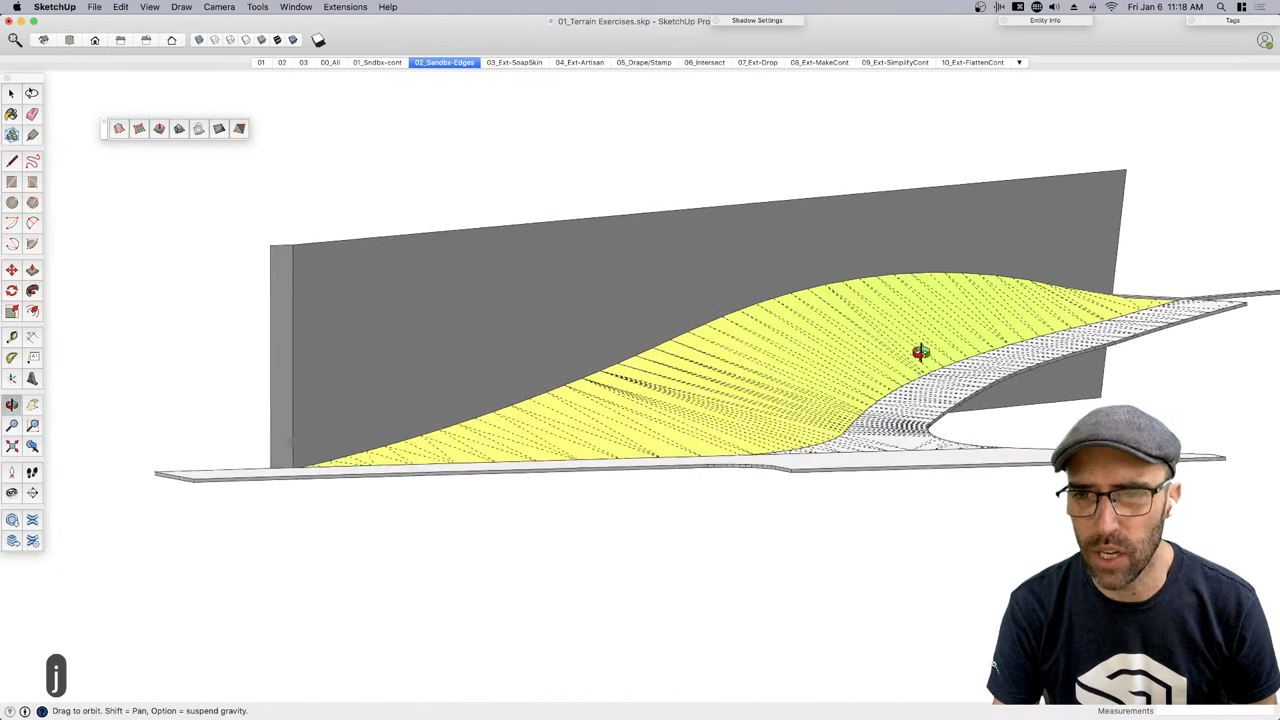 SketchUp File Edit View Draw Camera Tools Window Extensions Help
Fri Jan 6 11:18 AM
01_Terrain Exercises.skp - SketchUp Pro
Shadow Settings
Entity Info
Tags
01 02 03 00_All 01_Sndbx-cont 02_Sandbx-Edges 03_Ext-SoapSkin 04_Ext-Artisan 05_Drape/Stamp 06_Intersect 07_Ext-Drop 08_Ext-MakeCont 09_Ext-SimplifyCont 10_Ext-FlattenCont
j
Drag to orbit. Shift = Pan, Option = suspend gravity.
Measurements